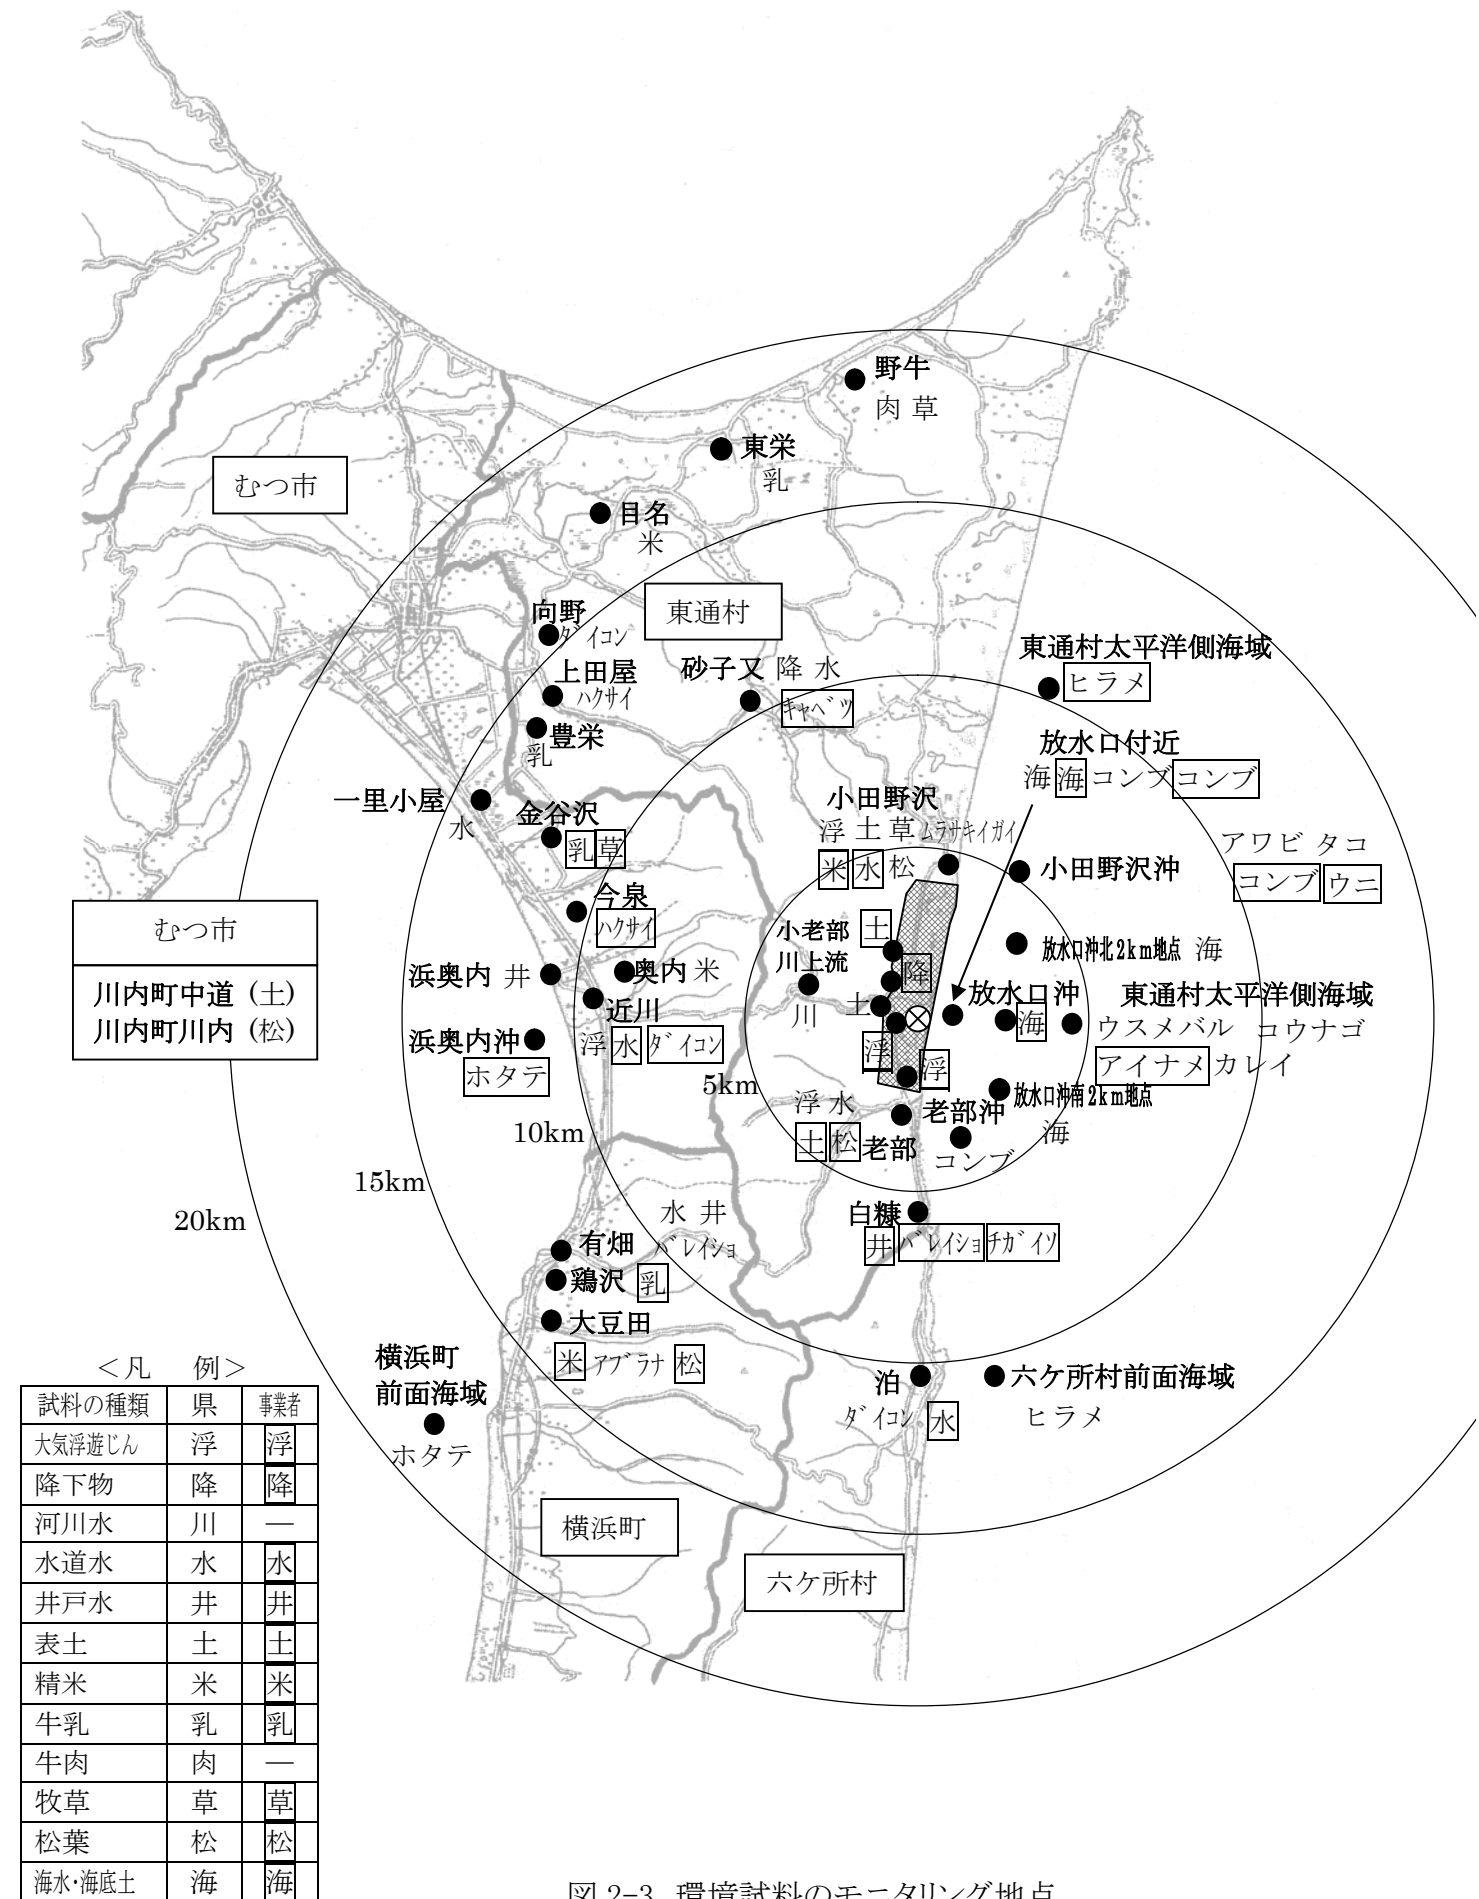 野牛
肉 草
東栄
乳
むつ市
目名
米
東通村
向野
ダイコン
上田屋
ハクサイ
砂子又 降 水
キャベツ
豊栄
乳
東通村太平洋側海域
ヒラメ
放水口付近
海 海 コンブ コンブ
一里小屋
水
金谷沢
乳 草
小田野沢
浮 土 草 ムラサキイガイ
米 水 松
アワビ タコ
コンブ ウニ
小田野沢沖
今泉
ハクサイ
むつ市
川内町中道 (土)
川内町川内 (松)
小老部
川上流
川
土
降
土
浮
浮
放水口沖北2km地点 海
浜奥内 井
奥内 米
近川
浮 水 ダイコン
浜奥内沖
ホタテ
放水口沖
海
東通村太平洋側海域
ウスメバル コウナゴ
アイナメ カレイ
放水口沖南2km地点
海
5km
10km
15km
20km
浮 水
土 松 老部
老部沖
コンブ
白糠
井 バレイショ チガイソ
水 井
バレイショ
有畑
鶏沢 乳
大豆田
米 アブラナ 松
横浜町
前面海域
ホタテ
泊
ダイコン 水
六ケ所村前面海域
ヒラメ
横浜町
六ケ所村
＜凡 例＞
試料の種類 県 事業者
大気浮遊じん 浮 浮
降下物 降 降
河川水 川 —
水道水 水 水
井戸水 井 井
表土 土 土
精米 米 米
牛乳 乳 乳
牛肉 肉 —
牧草 草 草
松葉 松 松
海水・海底土 海 海
図 2-3 環境試料のモニタリング地点